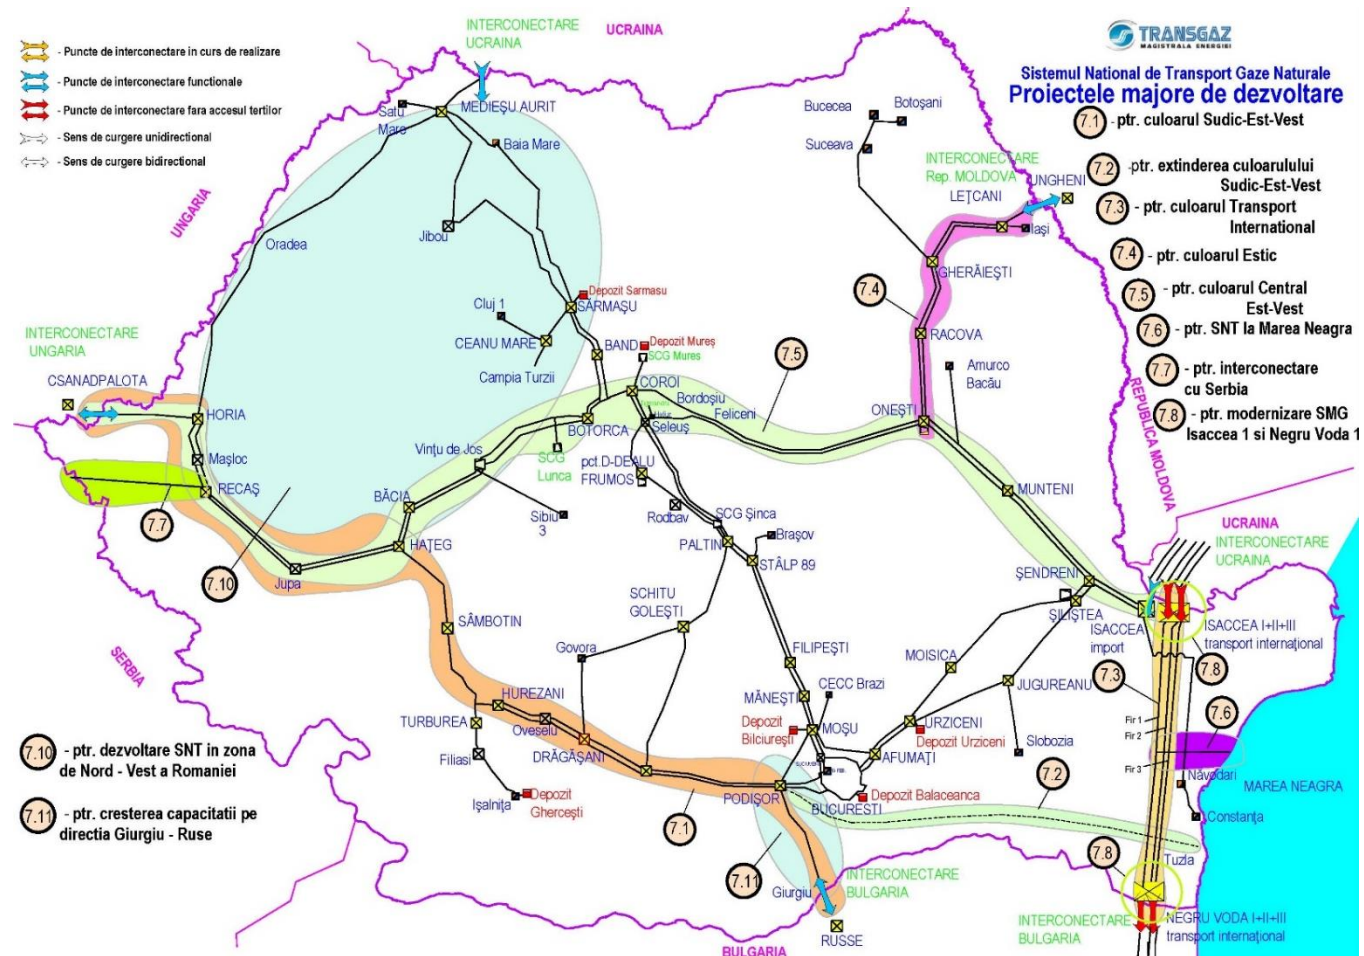 INTERCONECTARE
UCRAINA
UCRAINA
TRANSGAZ
MAGISTRALA ENERGIEI
- Puncte de interconectare in curs de realizare
- Puncte de interconectare functionale
- Puncte de interconectare fara accesul tertilor
- Sens de curgere unidirectional
- Sens de curgere bidirectional
Sistemul National de Transport Gaze Naturale
Proiectele majore de dezvoltare
7.1 - ptr. culoarul Sudic-Est-Vest
7.2 -ptr. extinderea culoarulului
Sudic-Est-Vest
7.3 - ptr. culoarul Transport
International
7.4 - ptr. culoarul Estic
7.5 - ptr. culoarul Central
Est-Vest
7.6 - ptr. SNT la Marea Neagra
7.7 - ptr. interconectare
cu Serbia
7.8 - ptr. modernizare SMG
Isaccea 1 si Negru Voda 1
Satu
Mare
MEDIEŞU AURIT
Baia Mare
Bucecea
Botoşani
Suceava
INTERCONECTARE
Rep. MOLDOVA
UNGHENI
LEŢCANI
Iaşi
UNGARIA
Oradea
Jibou
GHERĂIEŞTI
7.4
Depozit Sarmasu
SĂRMAŞU
Cluj 1
CEANU MARE
Campia Turzii
BAND
Depozit Mureş
SCG Mures
RACOVA
7.5
Amurco
Bacău
REPUBLICA MOLDOVA
INTERCONECTARE
UNGARIA
CSANADPALOTA
HORIA
COROI
Bordoşiu
Feliceni
ONEŞTI
BOTORCA
Seleuş
Maşloc
Vinţu de Jos
SCG
Lunca
pct.D-DEALU
FRUMOS
RECAŞ
7.7
BĂCIA
Sibiu
3
Rodbav
SCG Şinca
MUNTENI
PALTIN
Braşov
UCRAINA
INTERCONECTARE
UCRAINA
HAŢEG
STÂLP 89
7.10
Jupa
ŞENDRENI
SCHITU
GOLEŞTI
ŞILIŞTEA
ISACCEA
import
ISACCEA I+II+III
transport internaţional
SÂMBOTIN
SERBIA
Govora
FILIPEŞTI
MOISICA
7.8
7.3
MĂNEŞTI
CECC Brazi
JUGUREANU
HUREZANI
Oveselu
TURBUREA
7.6
Depozit
Bilciureşti
MOŞU
URZICENI
Depozit Urziceni
Fir 1
Fir 2
Fir 3
7.10 - ptr. dezvoltare SNT in zona
de Nord - Vest a Romaniei
Filiasi
DRĂGĂŞANI
AFUMAŢI
Slobozia
Năvodari
MAREA NEAGRA
Işalniţa
Depozit
Gherceşti
PODIŞOR
BUCUREŞTI
Depozit Balaceanca
7.2
Constanţa
7.11 - ptr. cresterea capacitatii pe
directia Giurgiu - Ruse
7.1
7.8
Tuzla
7.11
Giurgiu
INTERCONECTARE
BULGARIA
RUSSE
BULGARIA
INTERCONECTARE
BULGARIA
NEGRU VODA I+II+III
transport internaţional